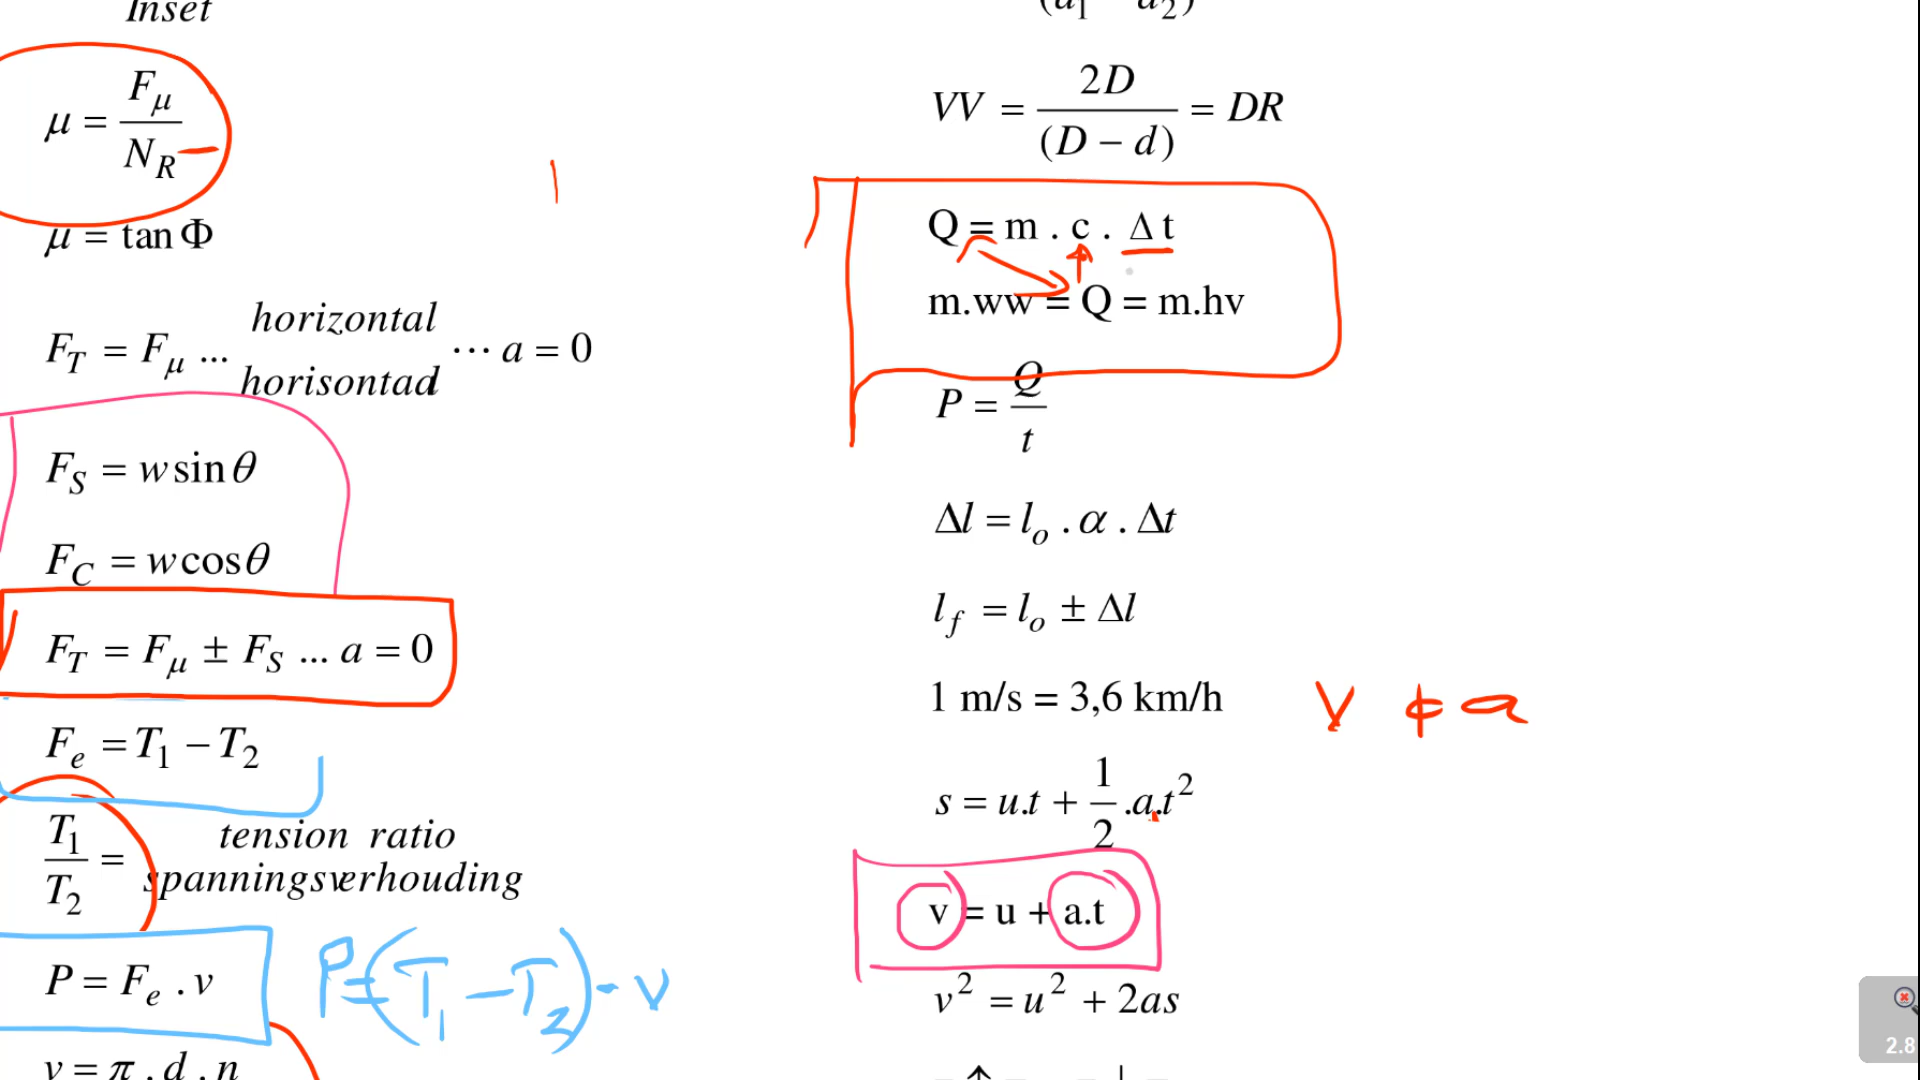 Inset
μ = Fμ / NR
μ = tan Φ
FT = Fμ ... horizontal / horisontaal ... a = 0
FS = w sin θ
FC = w cos θ
FT = Fμ ± FS ... a = 0
Fe = T1 − T2
T1 / T2 = tension ratio
spanningsverhouding
P = Fe . v
P = (T1 − T2) · v
v = π . d . n
VV = 2D / (D − d) = DR
Q = m . c . Δt
m.ww = Q = m.hv
P = Q / t
Δl = lo . α . Δt
lf = lo ± Δl
1 m/s = 3,6 km/h
v ¢ a
s = u.t + 1/2 .a.t²
v = u + a.t
v² = u² + 2as
2.8